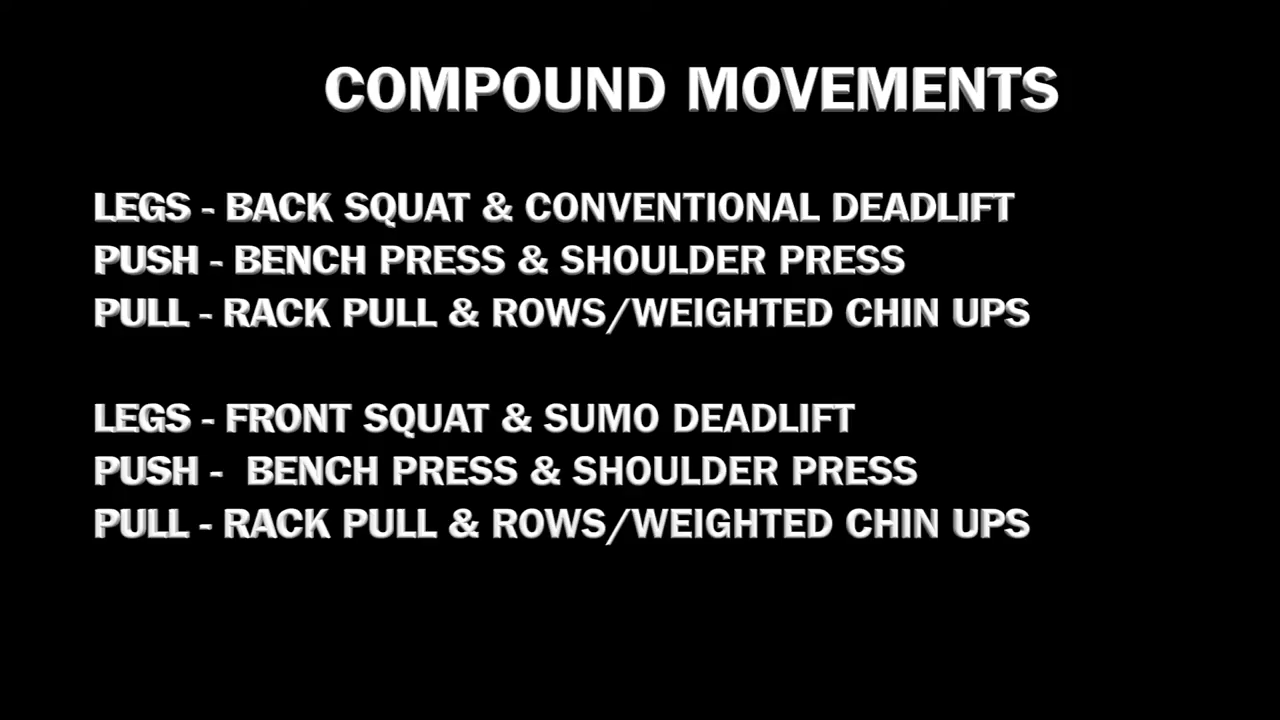 COMPOUND MOVEMENTS
LEGS - BACK SQUAT & CONVENTIONAL DEADLIFT
PUSH - BENCH PRESS & SHOULDER PRESS
PULL - RACK PULL & ROWS/WEIGHTED CHIN UPS
LEGS - FRONT SQUAT & SUMO DEADLIFT
PUSH -  BENCH PRESS & SHOULDER PRESS
PULL - RACK PULL & ROWS/WEIGHTED CHIN UPS